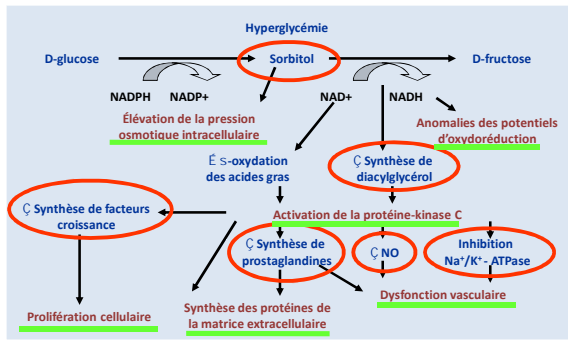 Hyperglycémie
D-glucose
Sorbitol
D-fructose
NADPH
NADP+
NAD+
NADH
Élévation de la pression
osmotique intracellulaire
Anomalies des potentiels
d'oxydoréduction
É s-oxydation
des acides gras
Ç Synthèse de
diacylglycérol
Ç Synthèse de facteurs
croissance
Activation de la protéine-kinase C
Ç Synthèse de
prostaglandines
Ç NO
Inhibition
Na⁺/K⁺- ATPase
Dysfonction vasculaire
Prolifération cellulaire
Synthèse des protéines de
la matrice extracellulaire